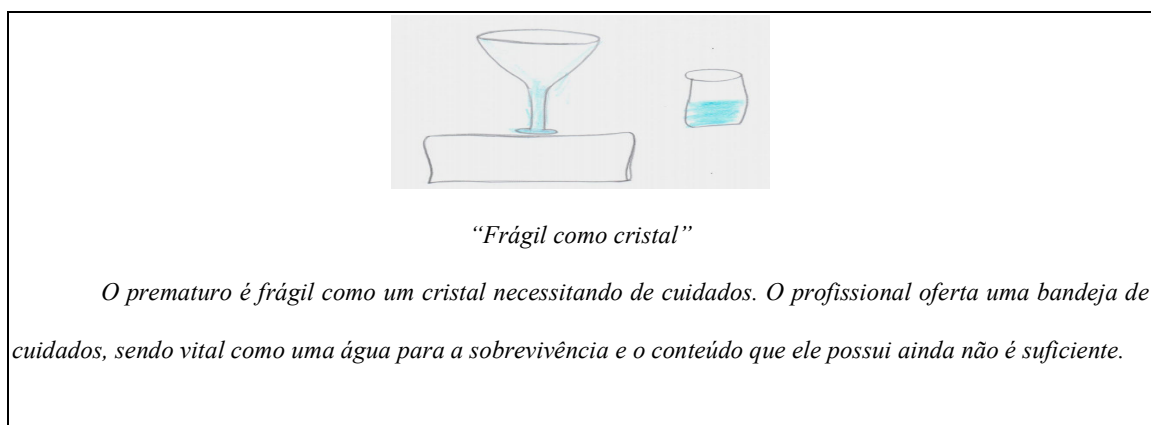 “Frágil como cristal”
O prematuro é frágil como um cristal necessitando de cuidados. O profissional oferta uma bandeja de
cuidados, sendo vital como uma água para a sobrevivência e o conteúdo que ele possui ainda não é suficiente.